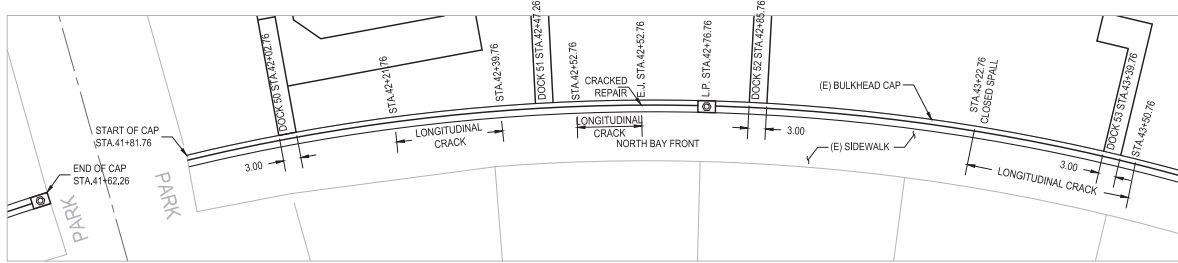 START OF CAP
STA.41+81.76
END OF CAP
STA.41+62.26
PARK
PARK
DOCK 50 STA.42+02.76
3.00
STA.42+21.76
LONGITUDINAL
CRACK
STA.42+39.76
DOCK 51 STA.42+47.26
STA.42+52.76
CRACKED
REPAIR
LONGITUDINAL
CRACK
E.J. STA.42+52.76
NORTH BAY FRONT
L.P. STA.42+76.76
DOCK 52 STA.42+85.76
3.00
(E) BULKHEAD CAP
(E) SIDEWALK
STA.43+22.76
CLOSED SPALL
3.00
LONGITUDINAL CRACK
DOCK 53 STA.43+39.76
STA.43+50.76